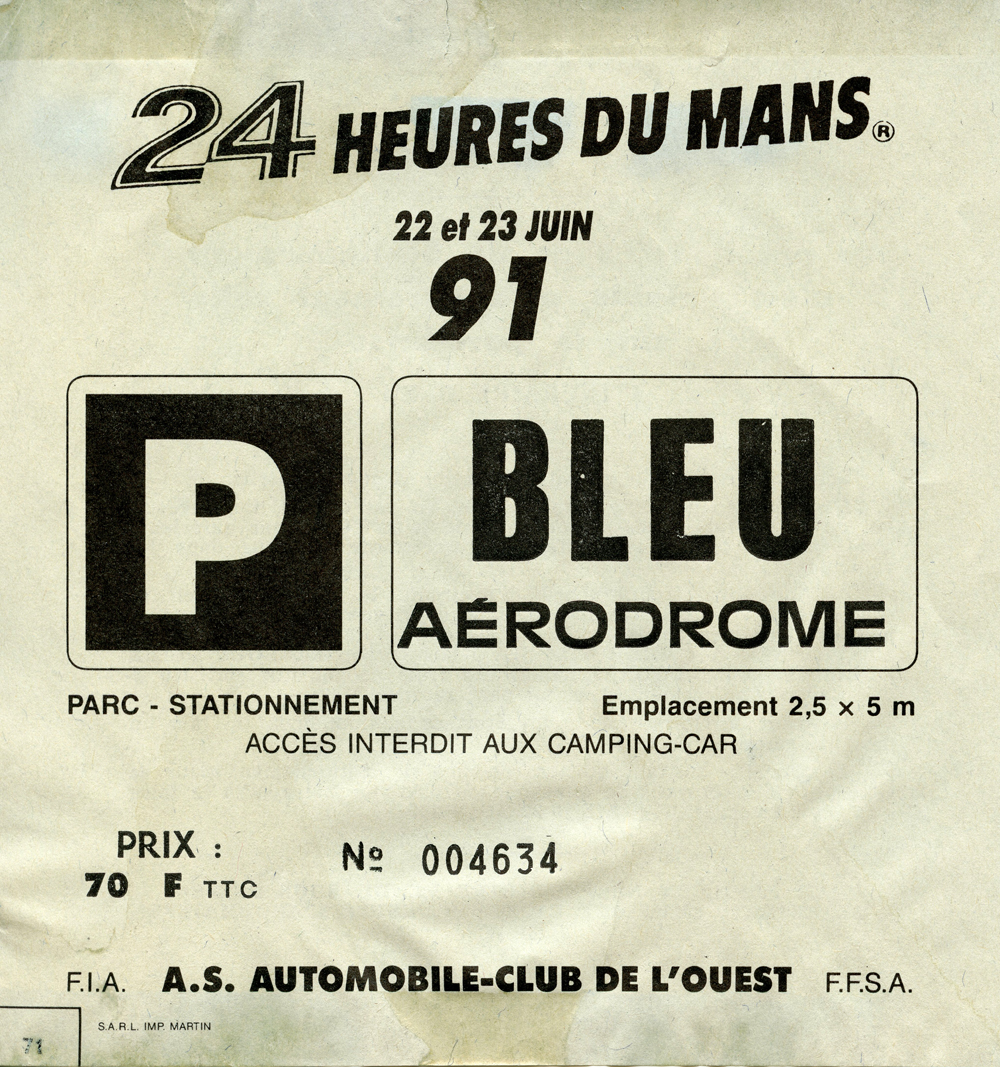 24 HEURES DU MANS®
22 et 23 JUIN
91
P
BLEU
AÉRODROME
PARC - STATIONNEMENT Emplacement 2,5 × 5 m
ACCÈS INTERDIT AUX CAMPING-CAR
PRIX :
70 F TTC
Nº 004634
F.I.A. A.S. AUTOMOBILE-CLUB DE L'OUEST F.F.S.A.
S.A.R.L. IMP. MARTIN
71